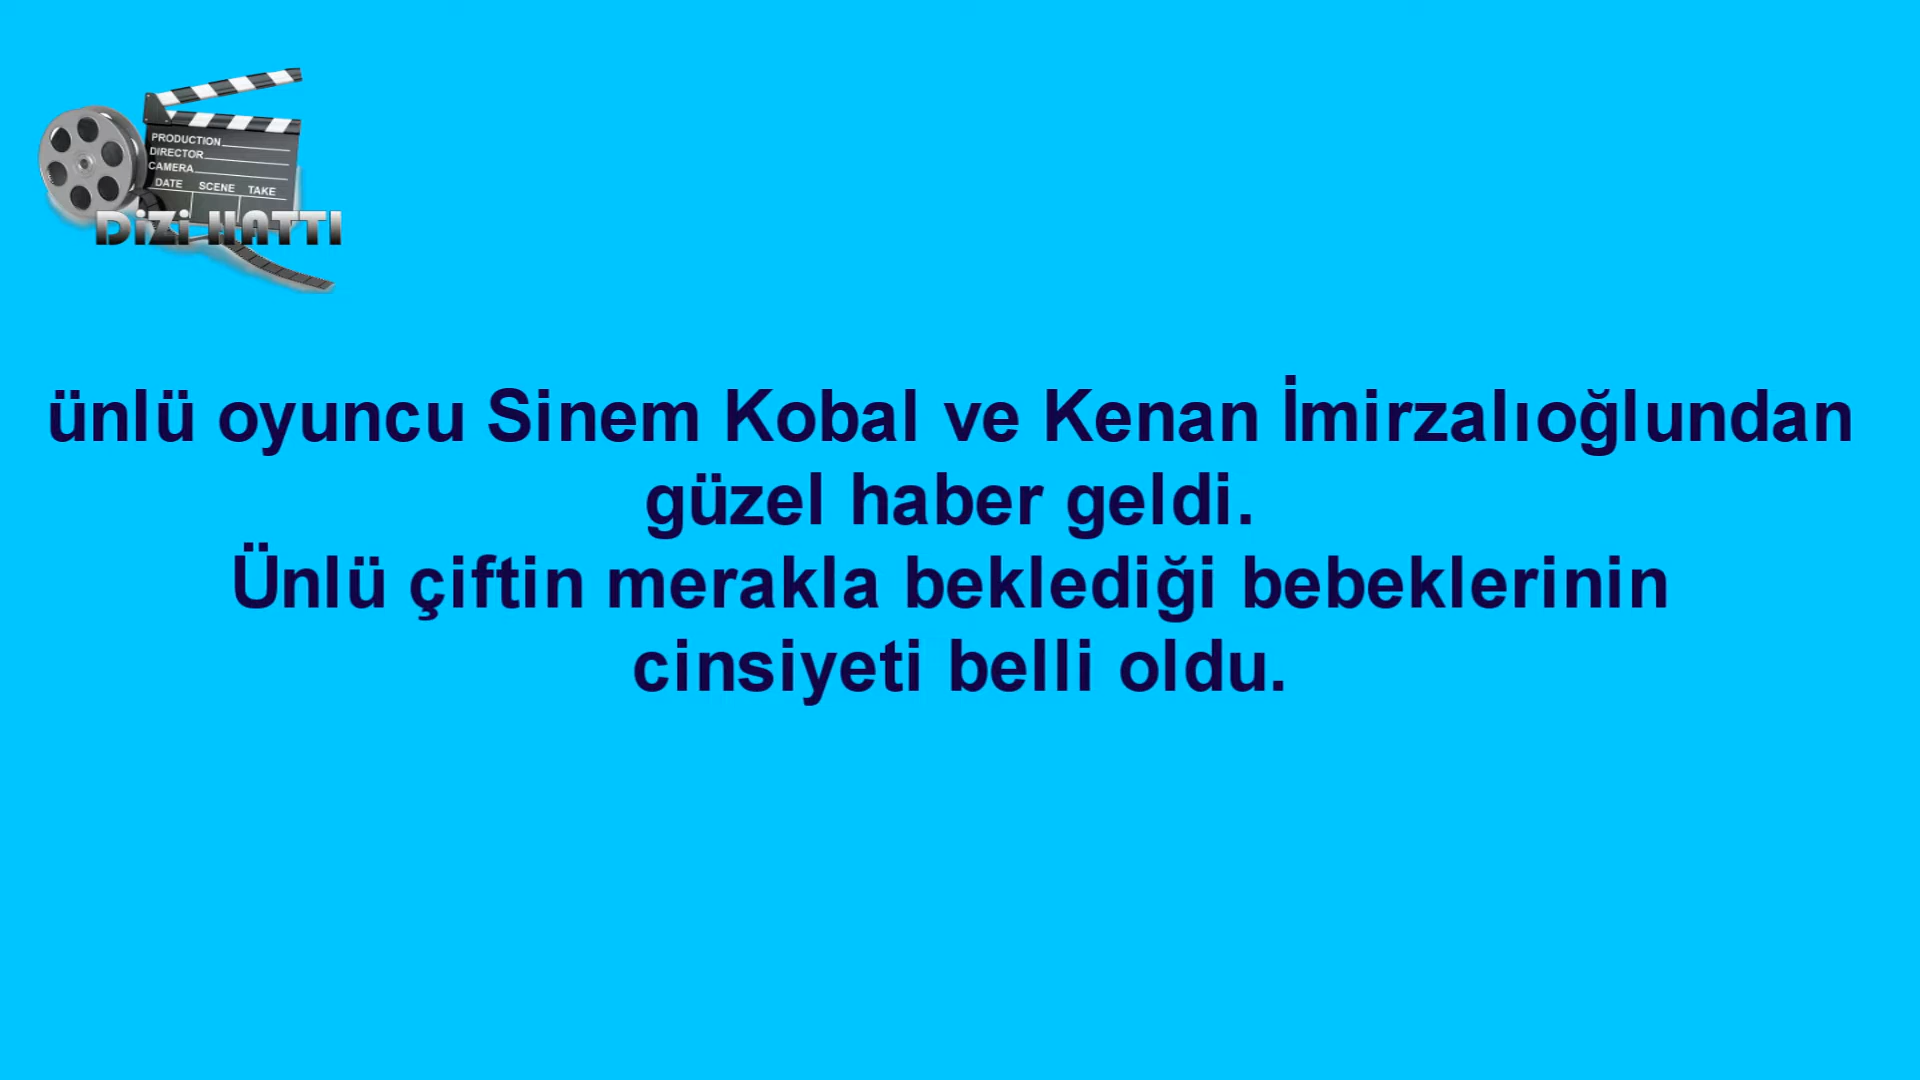 PRODUCTION
DIRECTOR
CAMERA
DATE SCENE TAKE
DiZi HATTI
ünlü oyuncu Sinem Kobal ve Kenan İmirzalıoğlundan
güzel haber geldi.
Ünlü çiftin merakla beklediği bebeklerinin
cinsiyeti belli oldu.